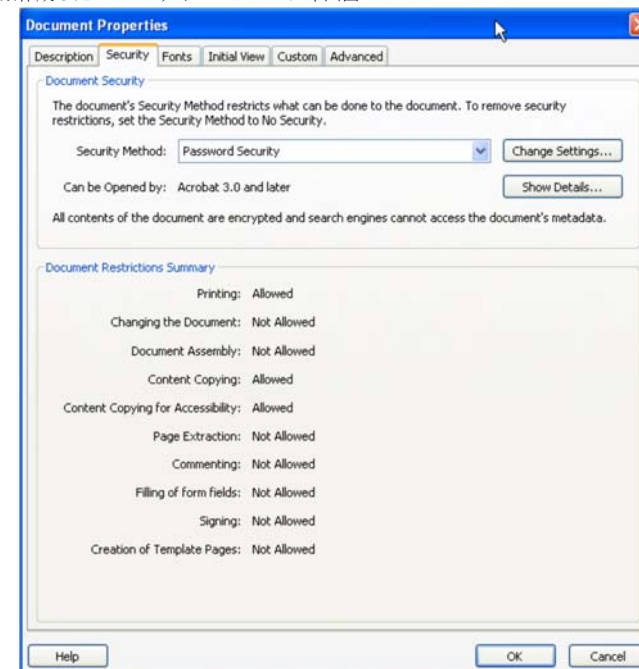 Document Properties
Description Security Fonts Initial View Custom Advanced
Document Security
The document's Security Method restricts what can be done to the document. To remove security
restrictions, set the Security Method to No Security.
Security Method: Password Security Change Settings...
Can be Opened by: Acrobat 3.0 and later Show Details...
All contents of the document are encrypted and search engines cannot access the document's metadata.
Document Restrictions Summary
Printing: Allowed
Changing the Document: Not Allowed
Document Assembly: Not Allowed
Content Copying: Allowed
Content Copying for Accessibility: Allowed
Page Extraction: Not Allowed
Commenting: Not Allowed
Filling of form fields: Not Allowed
Signing: Not Allowed
Creation of Template Pages: Not Allowed
Help OK Cancel